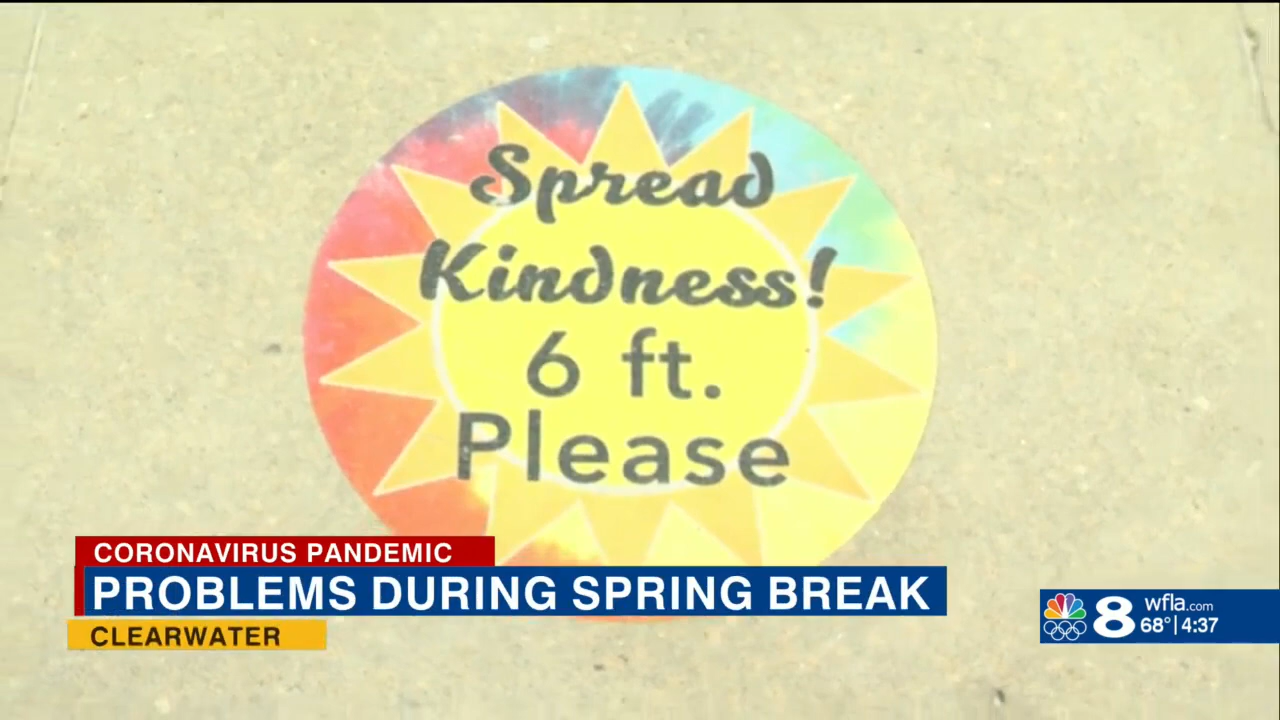 Spread
Kindness!
6 ft.
Please
CORONAVIRUS PANDEMIC
PROBLEMS DURING SPRING BREAK
CLEARWATER
8 wfla.com
68° | 4:37